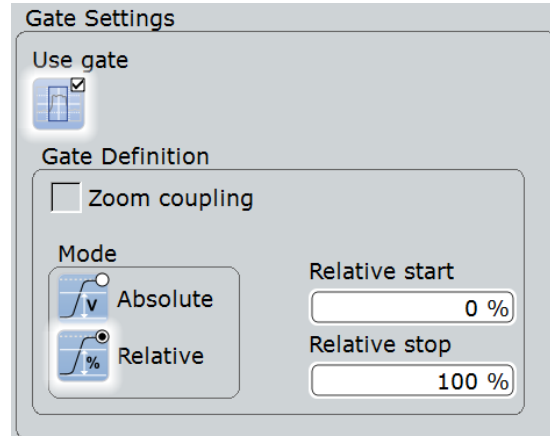 Gate Settings
Use gate
Gate Definition
Zoom coupling
Mode
V Absolute
% Relative
Relative start
0 %
Relative stop
100 %